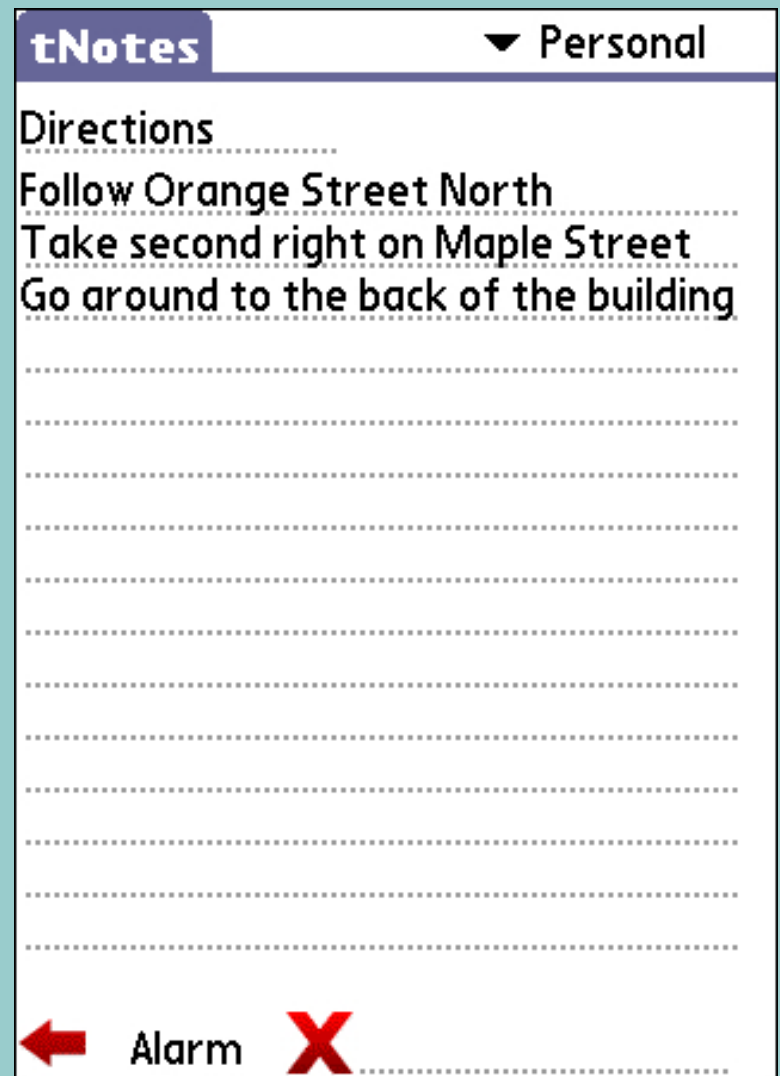 tNotes Personal
Directions
Follow Orange Street North
Take second right on Maple Street
Go around to the back of the building
Alarm